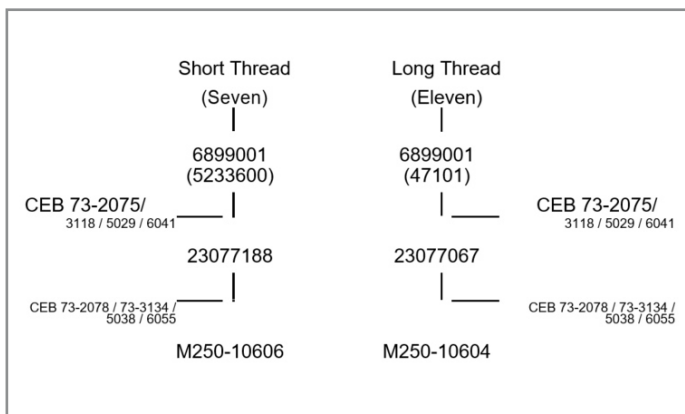 Short Thread
(Seven)
Long Thread
(Eleven)
6899001
(5233600)
6899001
(47101)
CEB 73-2075/
3118 / 5029 / 6041
CEB 73-2075/
3118 / 5029 / 6041
23077188
23077067
CEB 73-2078 / 73-3134 /
5038 / 6055
CEB 73-2078 / 73-3134 /
5038 / 6055
M250-10606
M250-10604